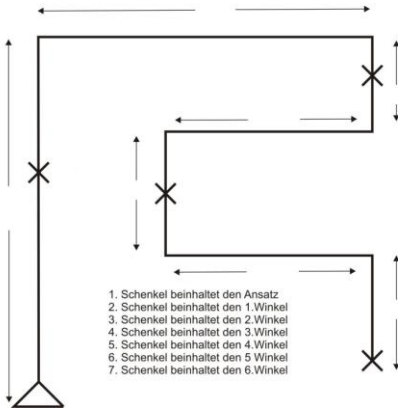 1. Schenkel beinhaltet den Ansatz
2. Schenkel beinhaltet den 1.Winkel
3. Schenkel beinhaltet den 2.Winkel
4. Schenkel beinhaltet den 3.Winkel
5. Schenkel beinhaltet den 4.Winkel
6. Schenkel beinhaltet den 5 Winkel
7. Schenkel beinhaltet den 6.Winkel